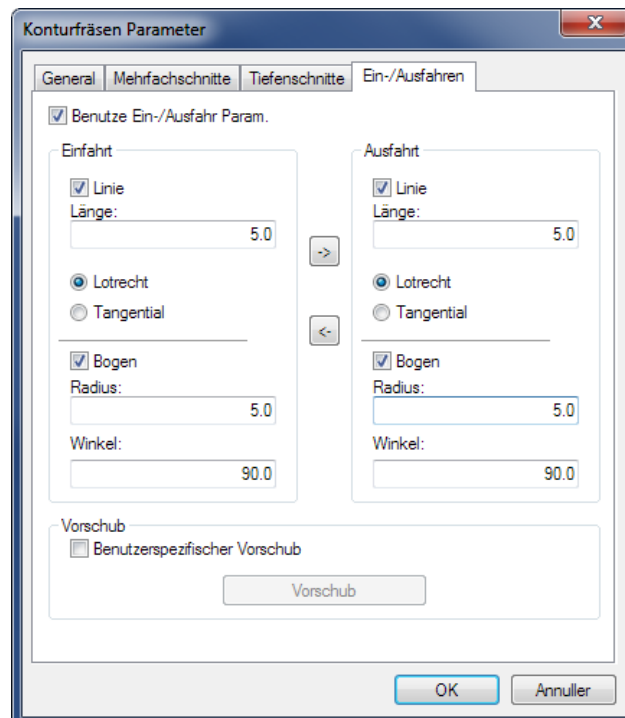 Konturfräsen Parameter
General Mehrfachschnitte Tiefenschnitte Ein-/Ausfahren
Benutze Ein-/Ausfahr Param.
Einfahrt
Linie
Länge:
5.0
Lotrecht
Tangential
Bogen
Radius:
5.0
Winkel:
90.0
->
<-
Ausfahrt
Linie
Länge:
5.0
Lotrecht
Tangential
Bogen
Radius:
5.0
Winkel:
90.0
Vorschub
Benutzerspezifischer Vorschub
Vorschub
OK Annuller